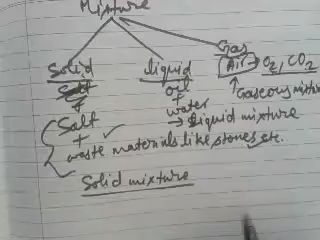 Mixture
Solid
liquid
Gas
Air → O2, CO2
oil
+
water
→ liquid mixture
Gaseous mixture
Salt
+
waste materials like stones etc.
Solid mixture